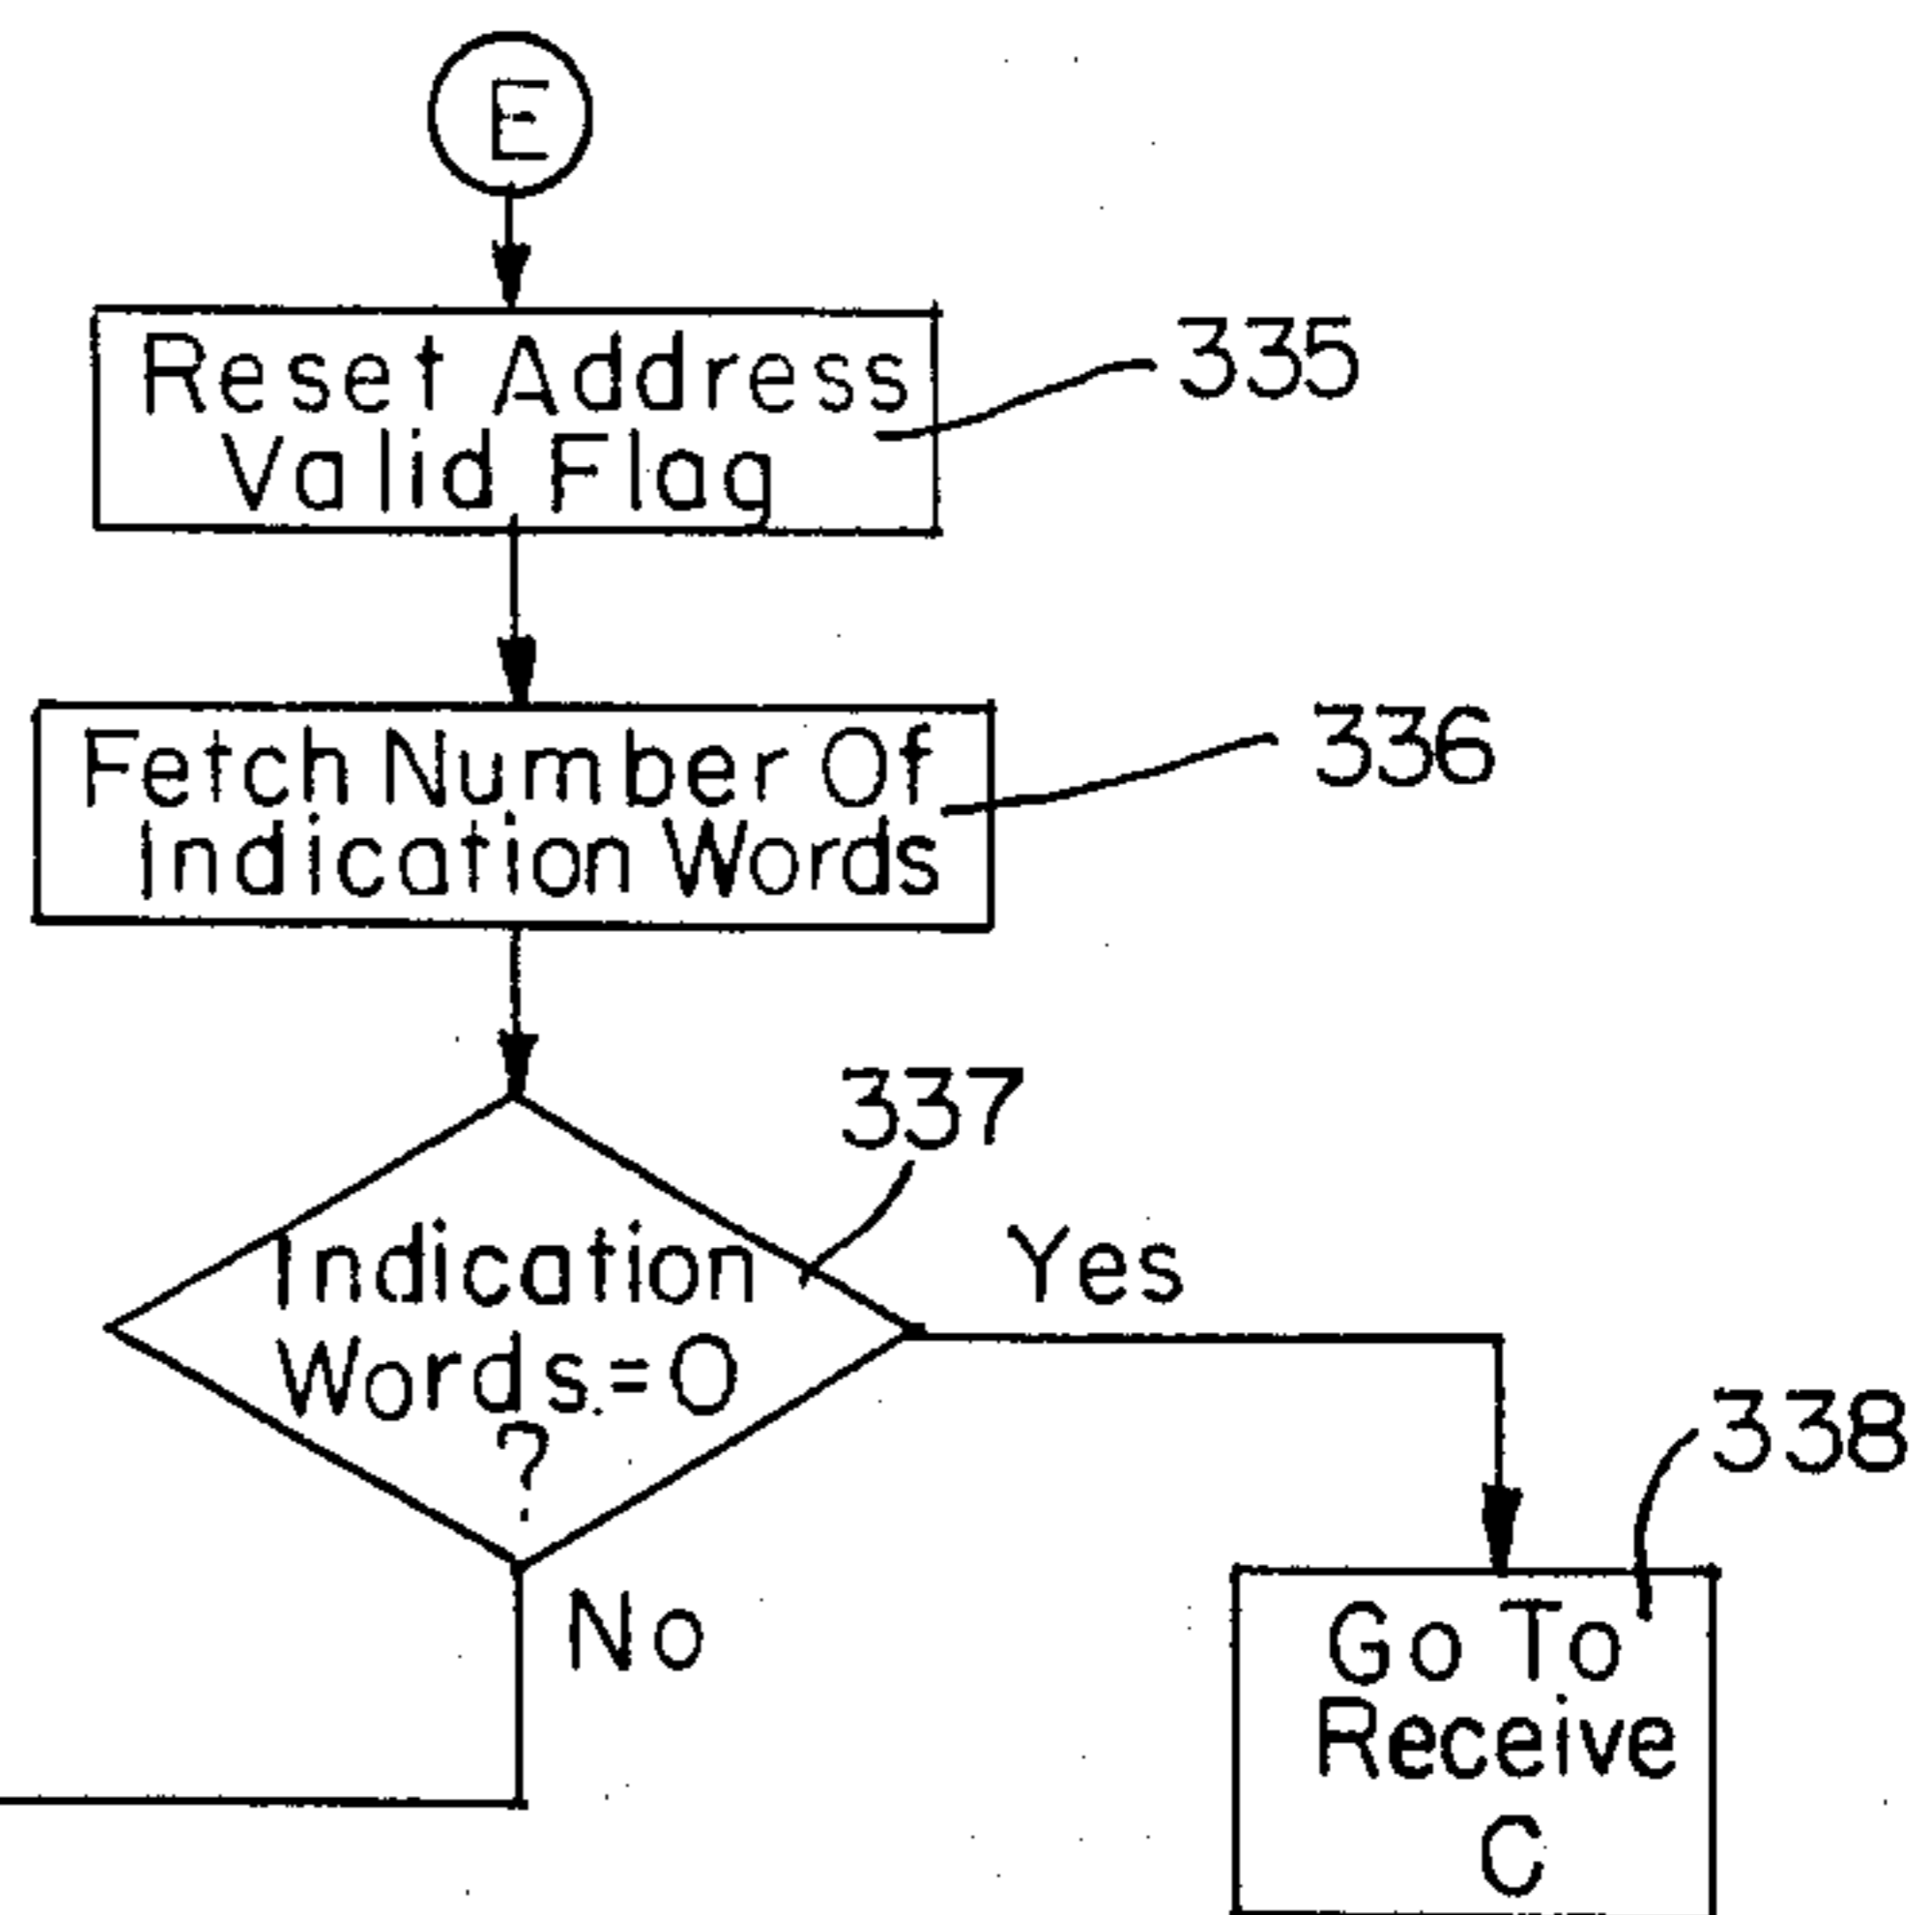 E
Reset Address
Valid Flag
335
Fetch Number Of
Indication Words
336
337
Indication
Words.=0
?
Yes
No
338
Go To
Receive
C